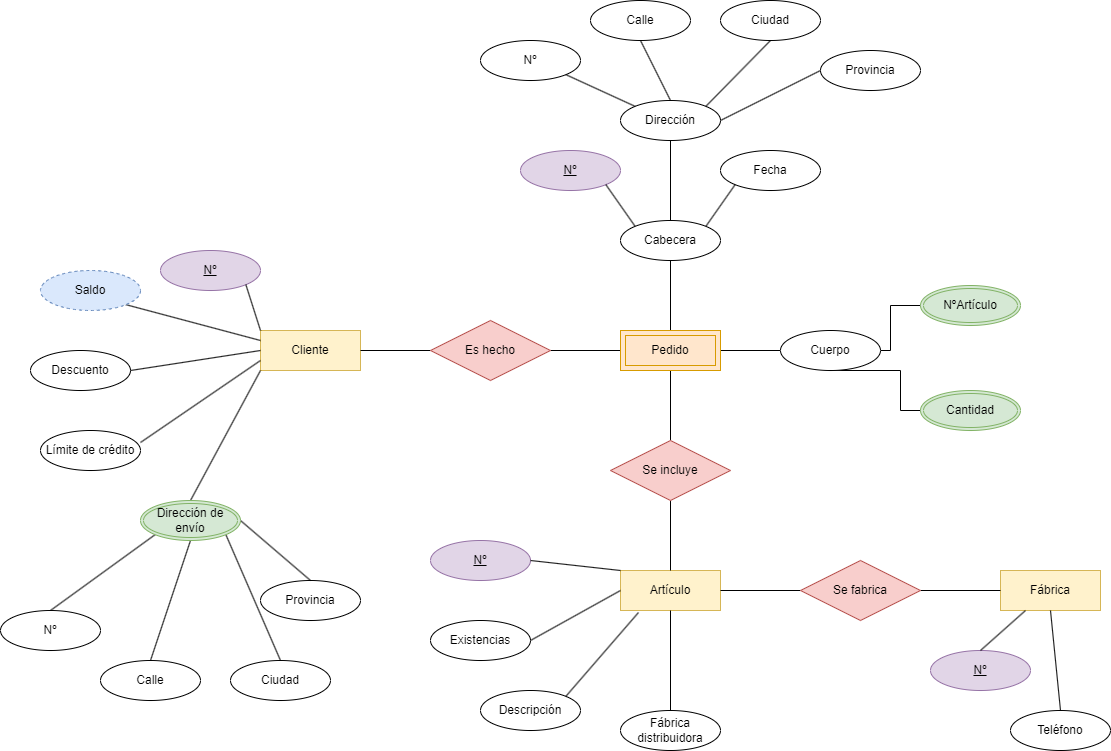 Calle
Ciudad
Nº
Provincia
Dirección
Nº
Fecha
Cabecera
Nº
Saldo
NºArtículo
Cliente
Es hecho
Pedido
Cuerpo
Descuento
Cantidad
Límite de crédito
Se incluye
Dirección de
envío
Nº
Artículo
Se fabrica
Fábrica
Provincia
Nº
Existencias
Nº
Calle
Ciudad
Descripción
Fábrica
distribuidora
Teléfono